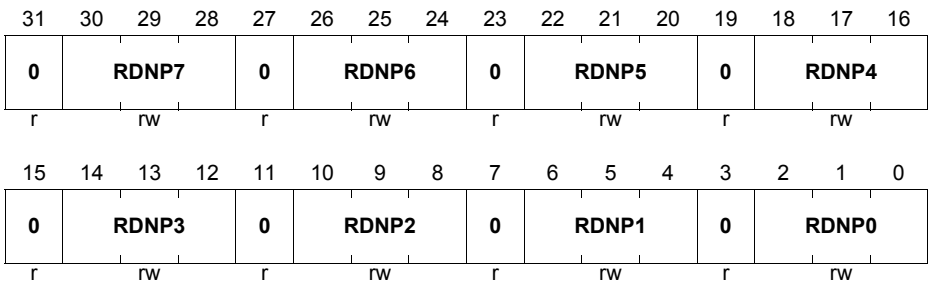 31 30 29 28 27 26 25 24 23 22 21 20 19 18 17 16
0 RDNP7 0 RDNP6 0 RDNP5 0 RDNP4
r rw r rw r rw r rw
15 14 13 12 11 10 9 8 7 6 5 4 3 2 1 0
0 RDNP3 0 RDNP2 0 RDNP1 0 RDNP0
r rw r rw r rw r rw